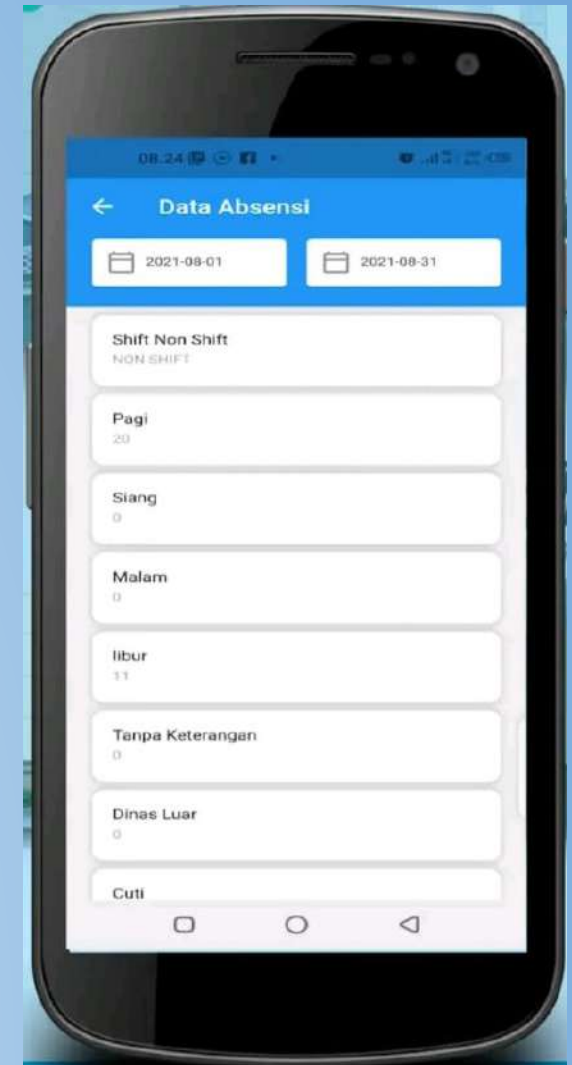 08.24
Data Absensi
2021-08-01
2021-08-31
Shift Non Shift
NON SHIFT
Pagi
20
Siang
0
Malam
0
libur
11
Tanpa Keterangan
0
Dinas Luar
0
Cuti